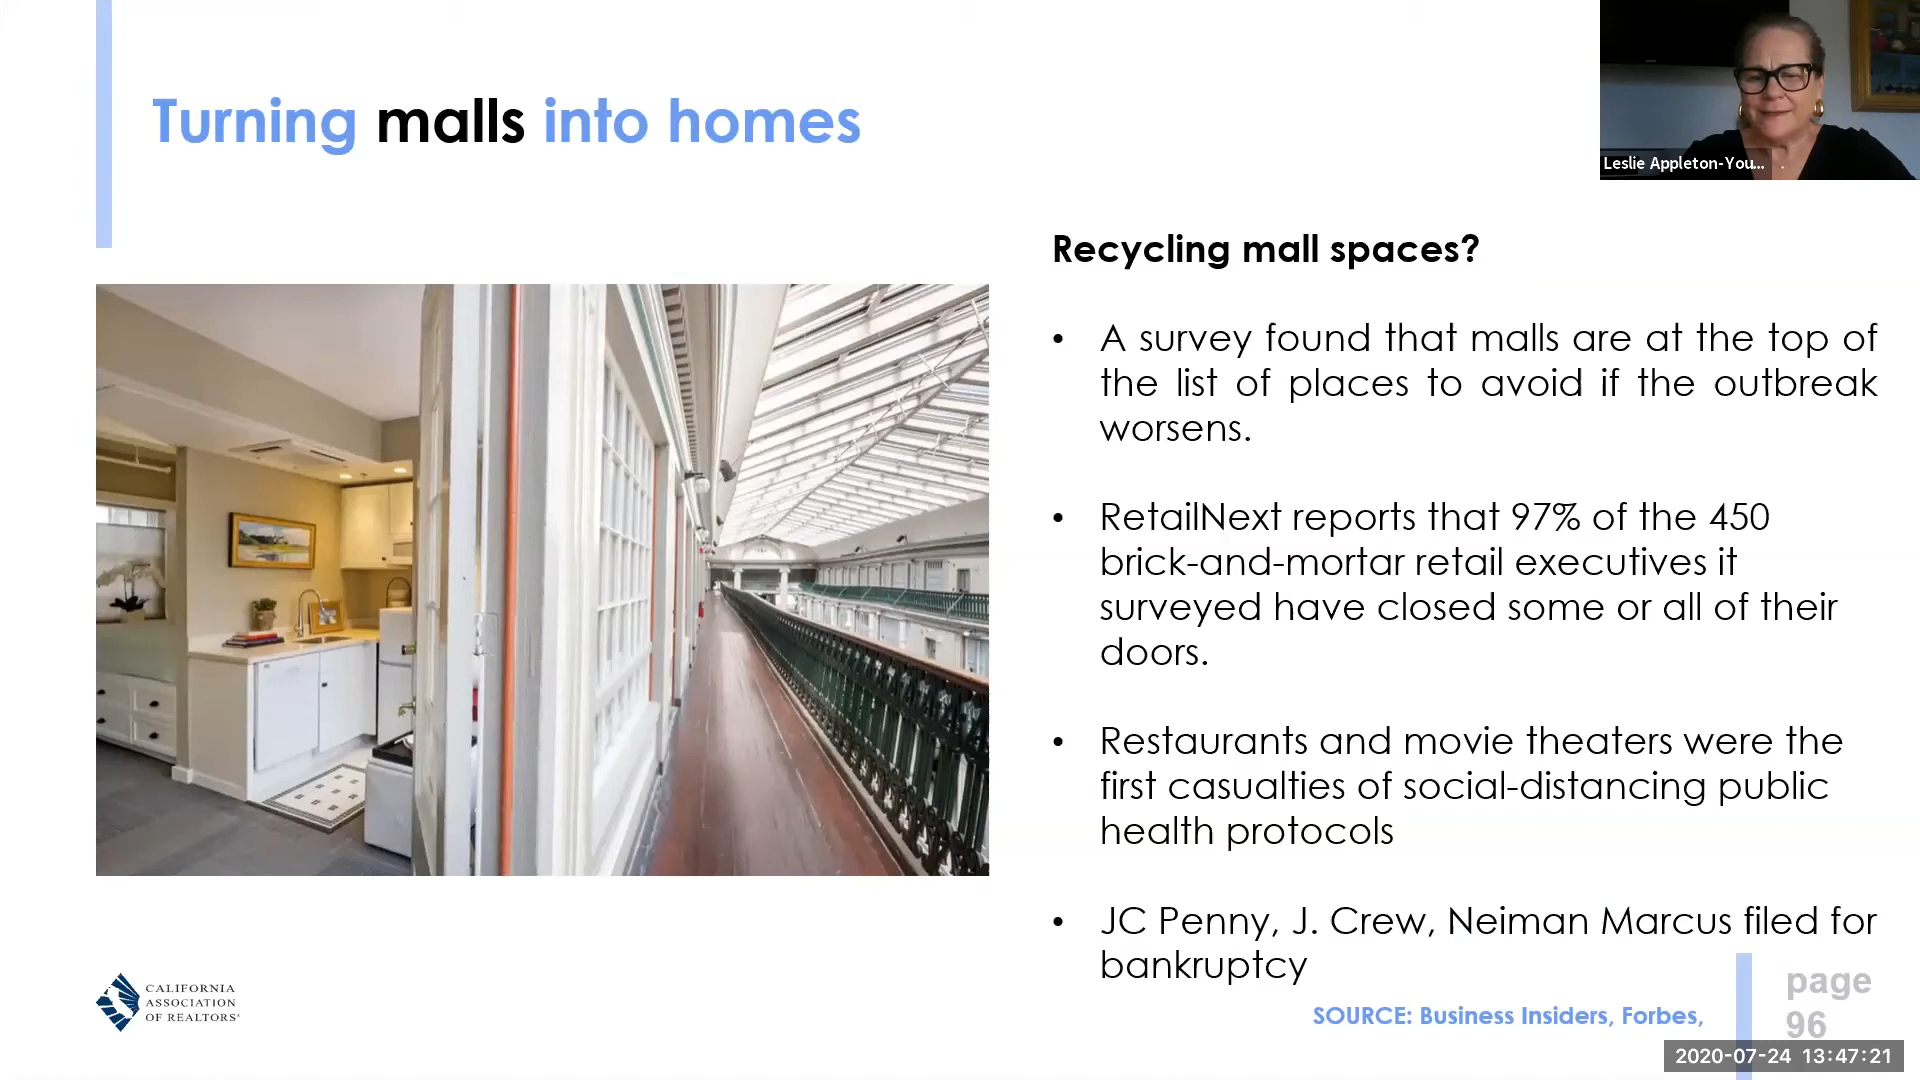 Turning malls into homes
Leslie Appleton-You...
Recycling mall spaces?
• A survey found that malls are at the top of
the list of places to avoid if the outbreak
worsens.
• RetailNext reports that 97% of the 450
brick-and-mortar retail executives it
surveyed have closed some or all of their
doors.
• Restaurants and movie theaters were the
first casualties of social-distancing public
health protocols
• JC Penny, J. Crew, Neiman Marcus filed for
bankruptcy
CALIFORNIA
ASSOCIATION
OF REALTORS®
SOURCE: Business Insiders, Forbes,
page
96
2020-07-24 13:47:21